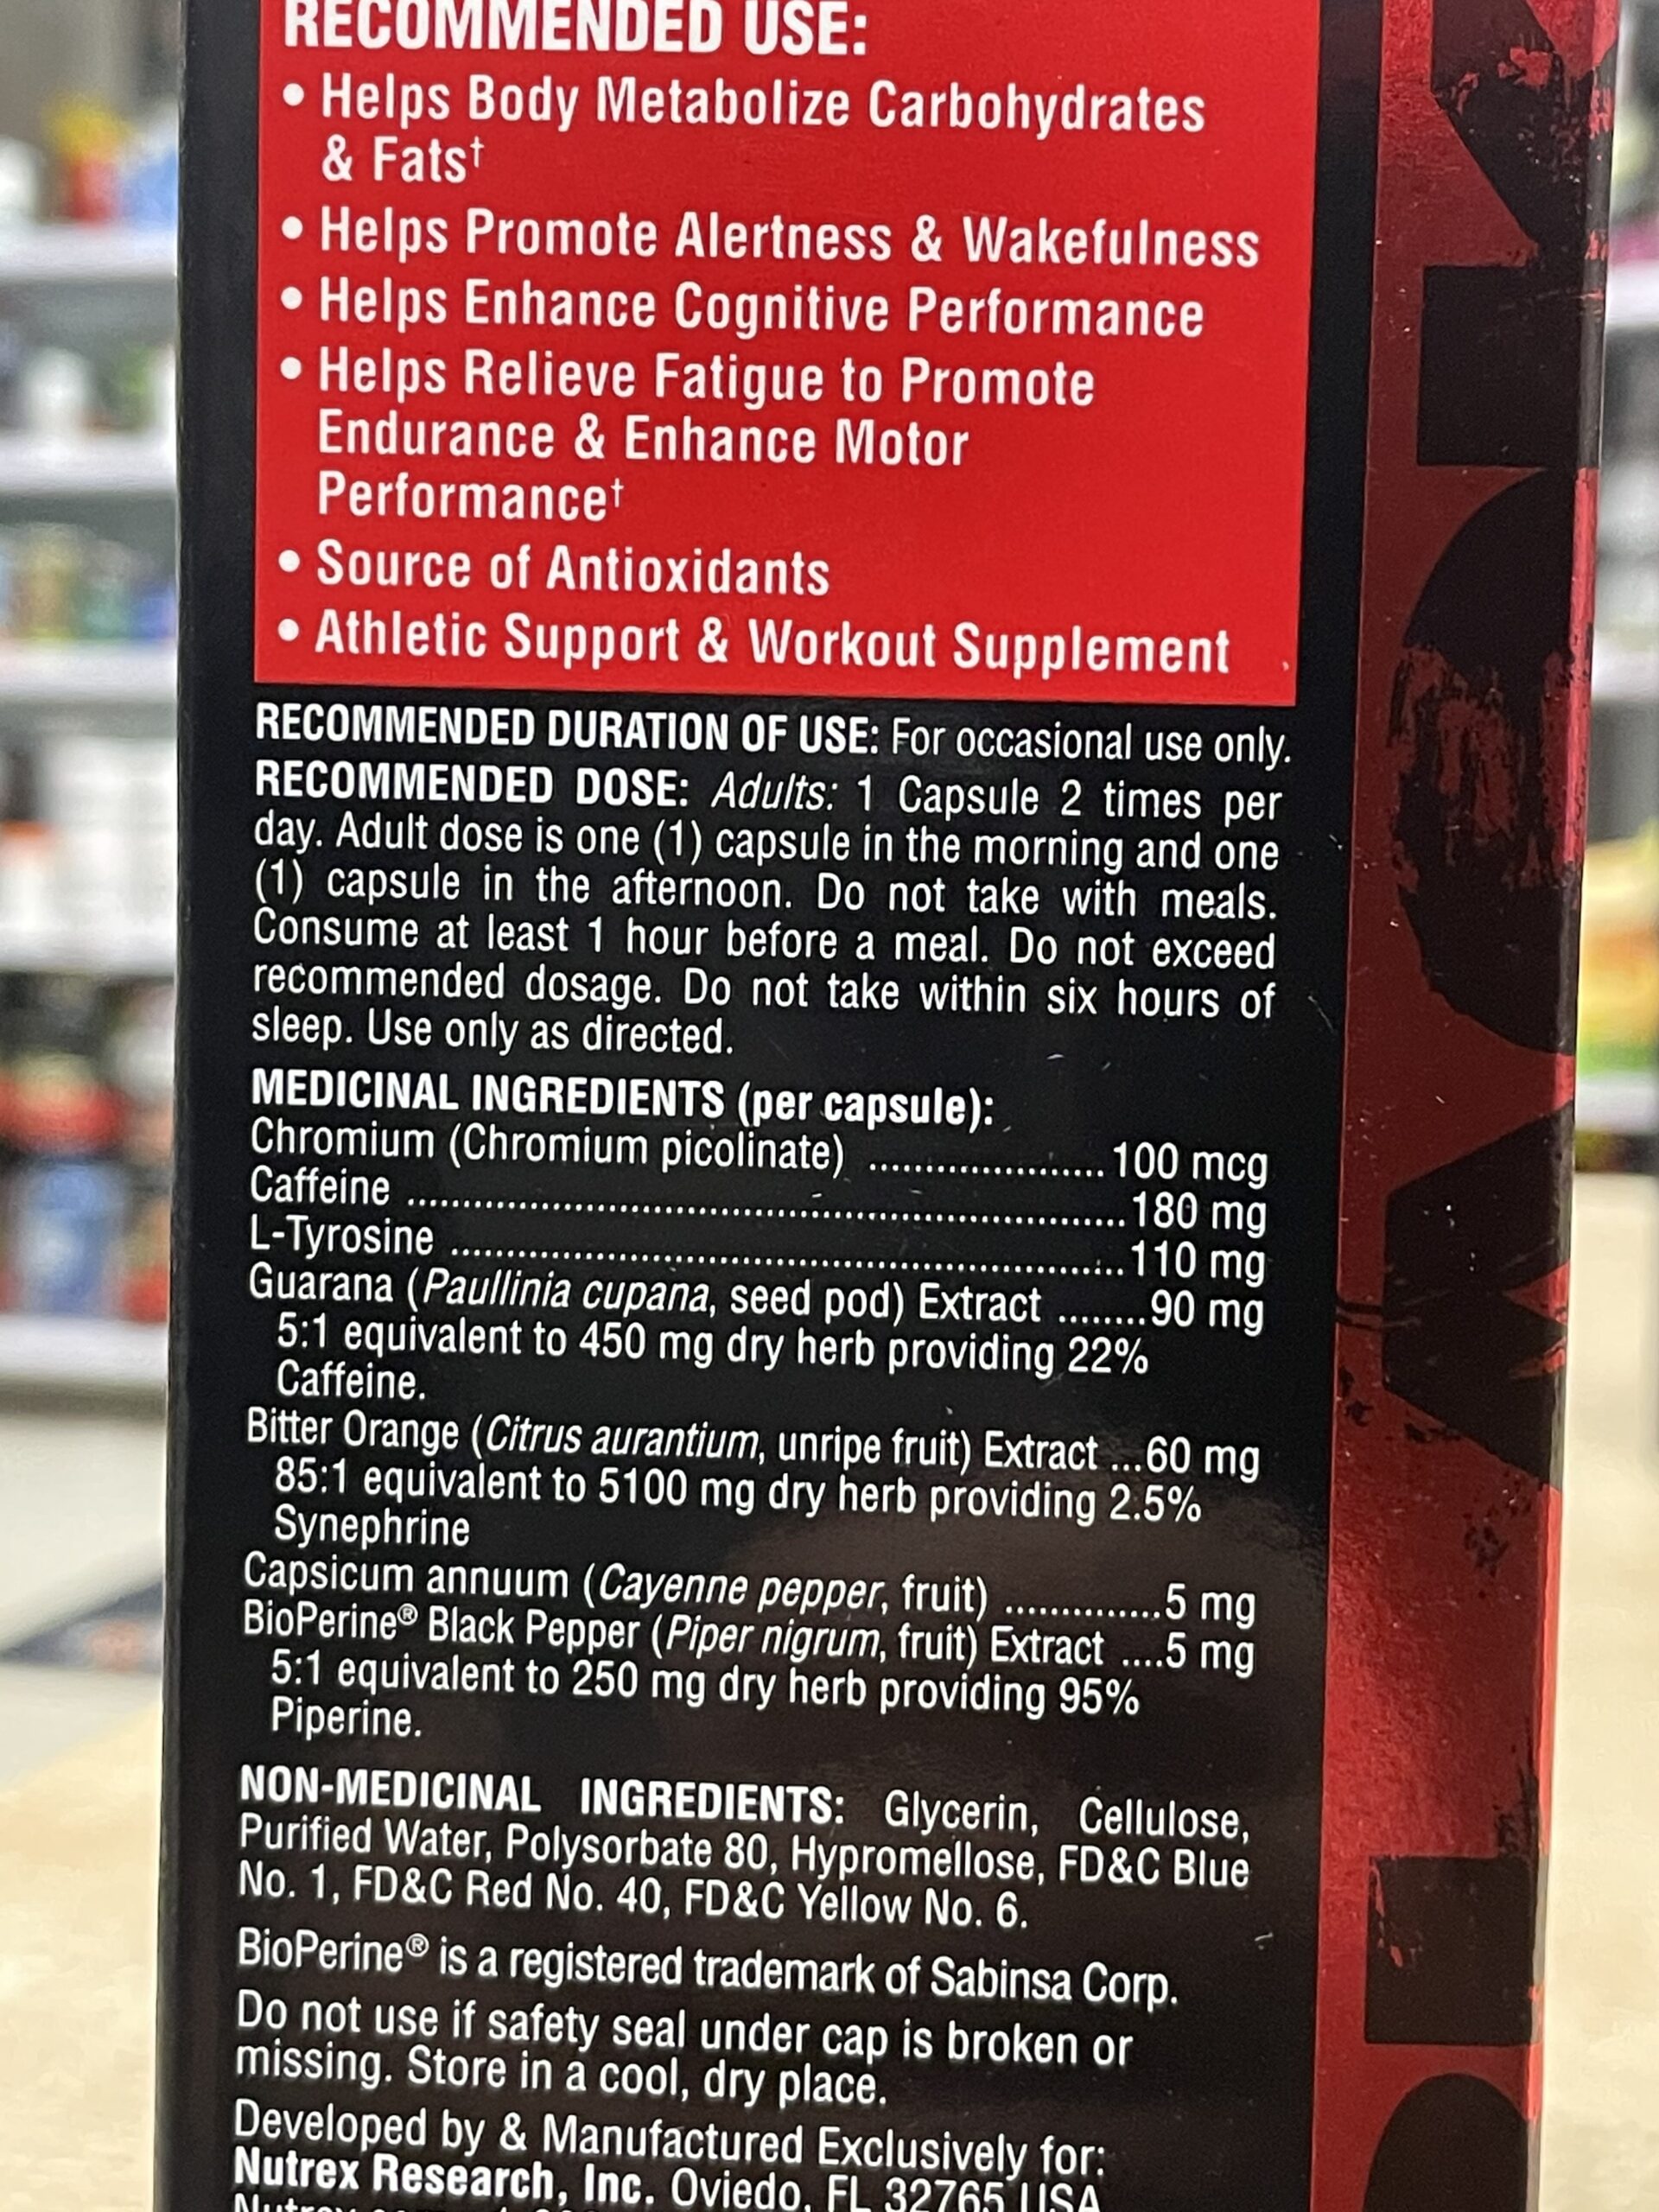 RECOMMENDED USE:
• Helps Body Metabolize Carbohydrates
& Fats†
• Helps Promote Alertness & Wakefulness
• Helps Enhance Cognitive Performance
• Helps Relieve Fatigue to Promote
Endurance & Enhance Motor
Performance†
• Source of Antioxidants
• Athletic Support & Workout Supplement
RECOMMENDED DURATION OF USE: For occasional use only.
RECOMMENDED DOSE: Adults: 1 Capsule 2 times per
day. Adult dose is one (1) capsule in the morning and one
(1) capsule in the afternoon. Do not take with meals.
Consume at least 1 hour before a meal. Do not exceed
recommended dosage. Do not take within six hours of
sleep. Use only as directed.
MEDICINAL INGREDIENTS (per capsule):
Chromium (Chromium picolinate) ..................... 100 mcg
Caffeine ................................................................ 180 mg
L-Tyrosine ............................................................. 110 mg
Guarana (Paullinia cupana, seed pod) Extract ........ 90 mg
5:1 equivalent to 450 mg dry herb providing 22%
Caffeine.
Bitter Orange (Citrus aurantium, unripe fruit) Extract ... 60 mg
85:1 equivalent to 5100 mg dry herb providing 2.5%
Synephrine
Capsicum annuum (Cayenne pepper, fruit) .............. 5 mg
BioPerine® Black Pepper (Piper nigrum, fruit) Extract .... 5 mg
5:1 equivalent to 250 mg dry herb providing 95%
Piperine.
NON-MEDICINAL INGREDIENTS: Glycerin, Cellulose,
Purified Water, Polysorbate 80, Hypromellose, FD&C Blue
No. 1, FD&C Red No. 40, FD&C Yellow No. 6.
BioPerine® is a registered trademark of Sabinsa Corp.
Do not use if safety seal under cap is broken or
missing. Store in a cool, dry place.
Developed by & Manufactured Exclusively for:
Nutrex Research, Inc. Oviedo, FL 32765 USA